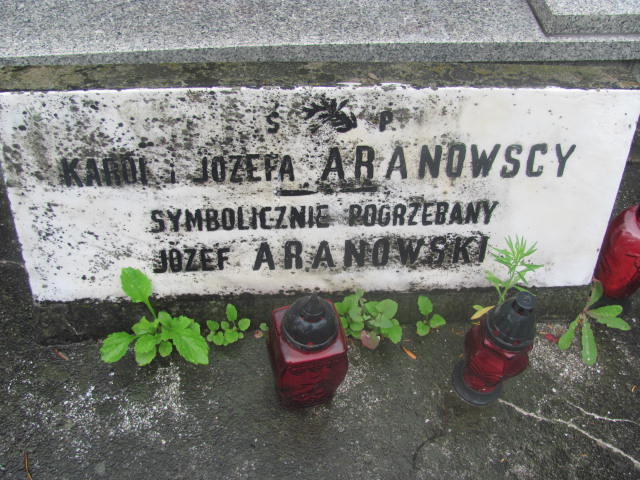 Ś P
KAROL i JÓZEFA ARANOWSCY
SYMBOLICZNIE POGRZEBANY
JÓZEF ARANOWSKI